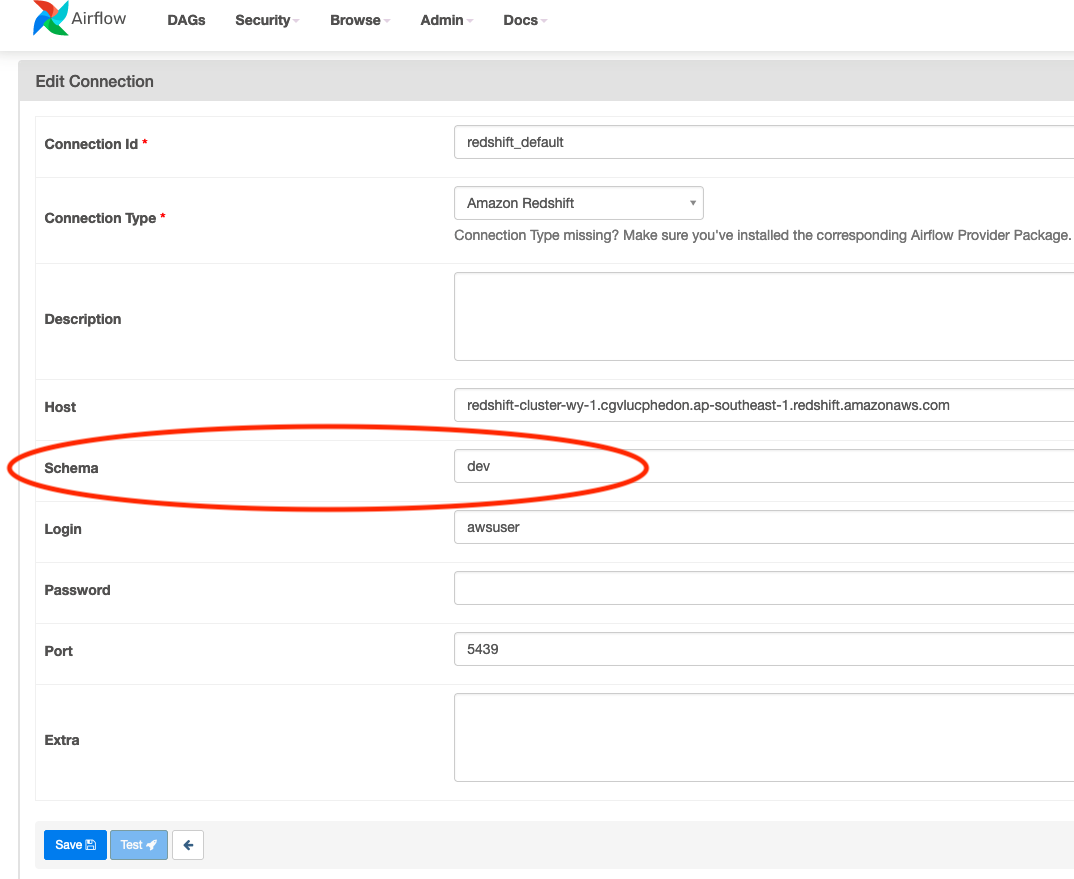 Airflow DAGs Security Browse Admin Docs
Edit Connection
Connection Id * redshift_default
Connection Type * Amazon Redshift
Connection Type missing? Make sure you've installed the corresponding Airflow Provider Package.
Description
Host redshift-cluster-wy-1.cgvlucphedon.ap-southeast-1.redshift.amazonaws.com
Schema dev
Login awsuser
Password
Port 5439
Extra
Save Test